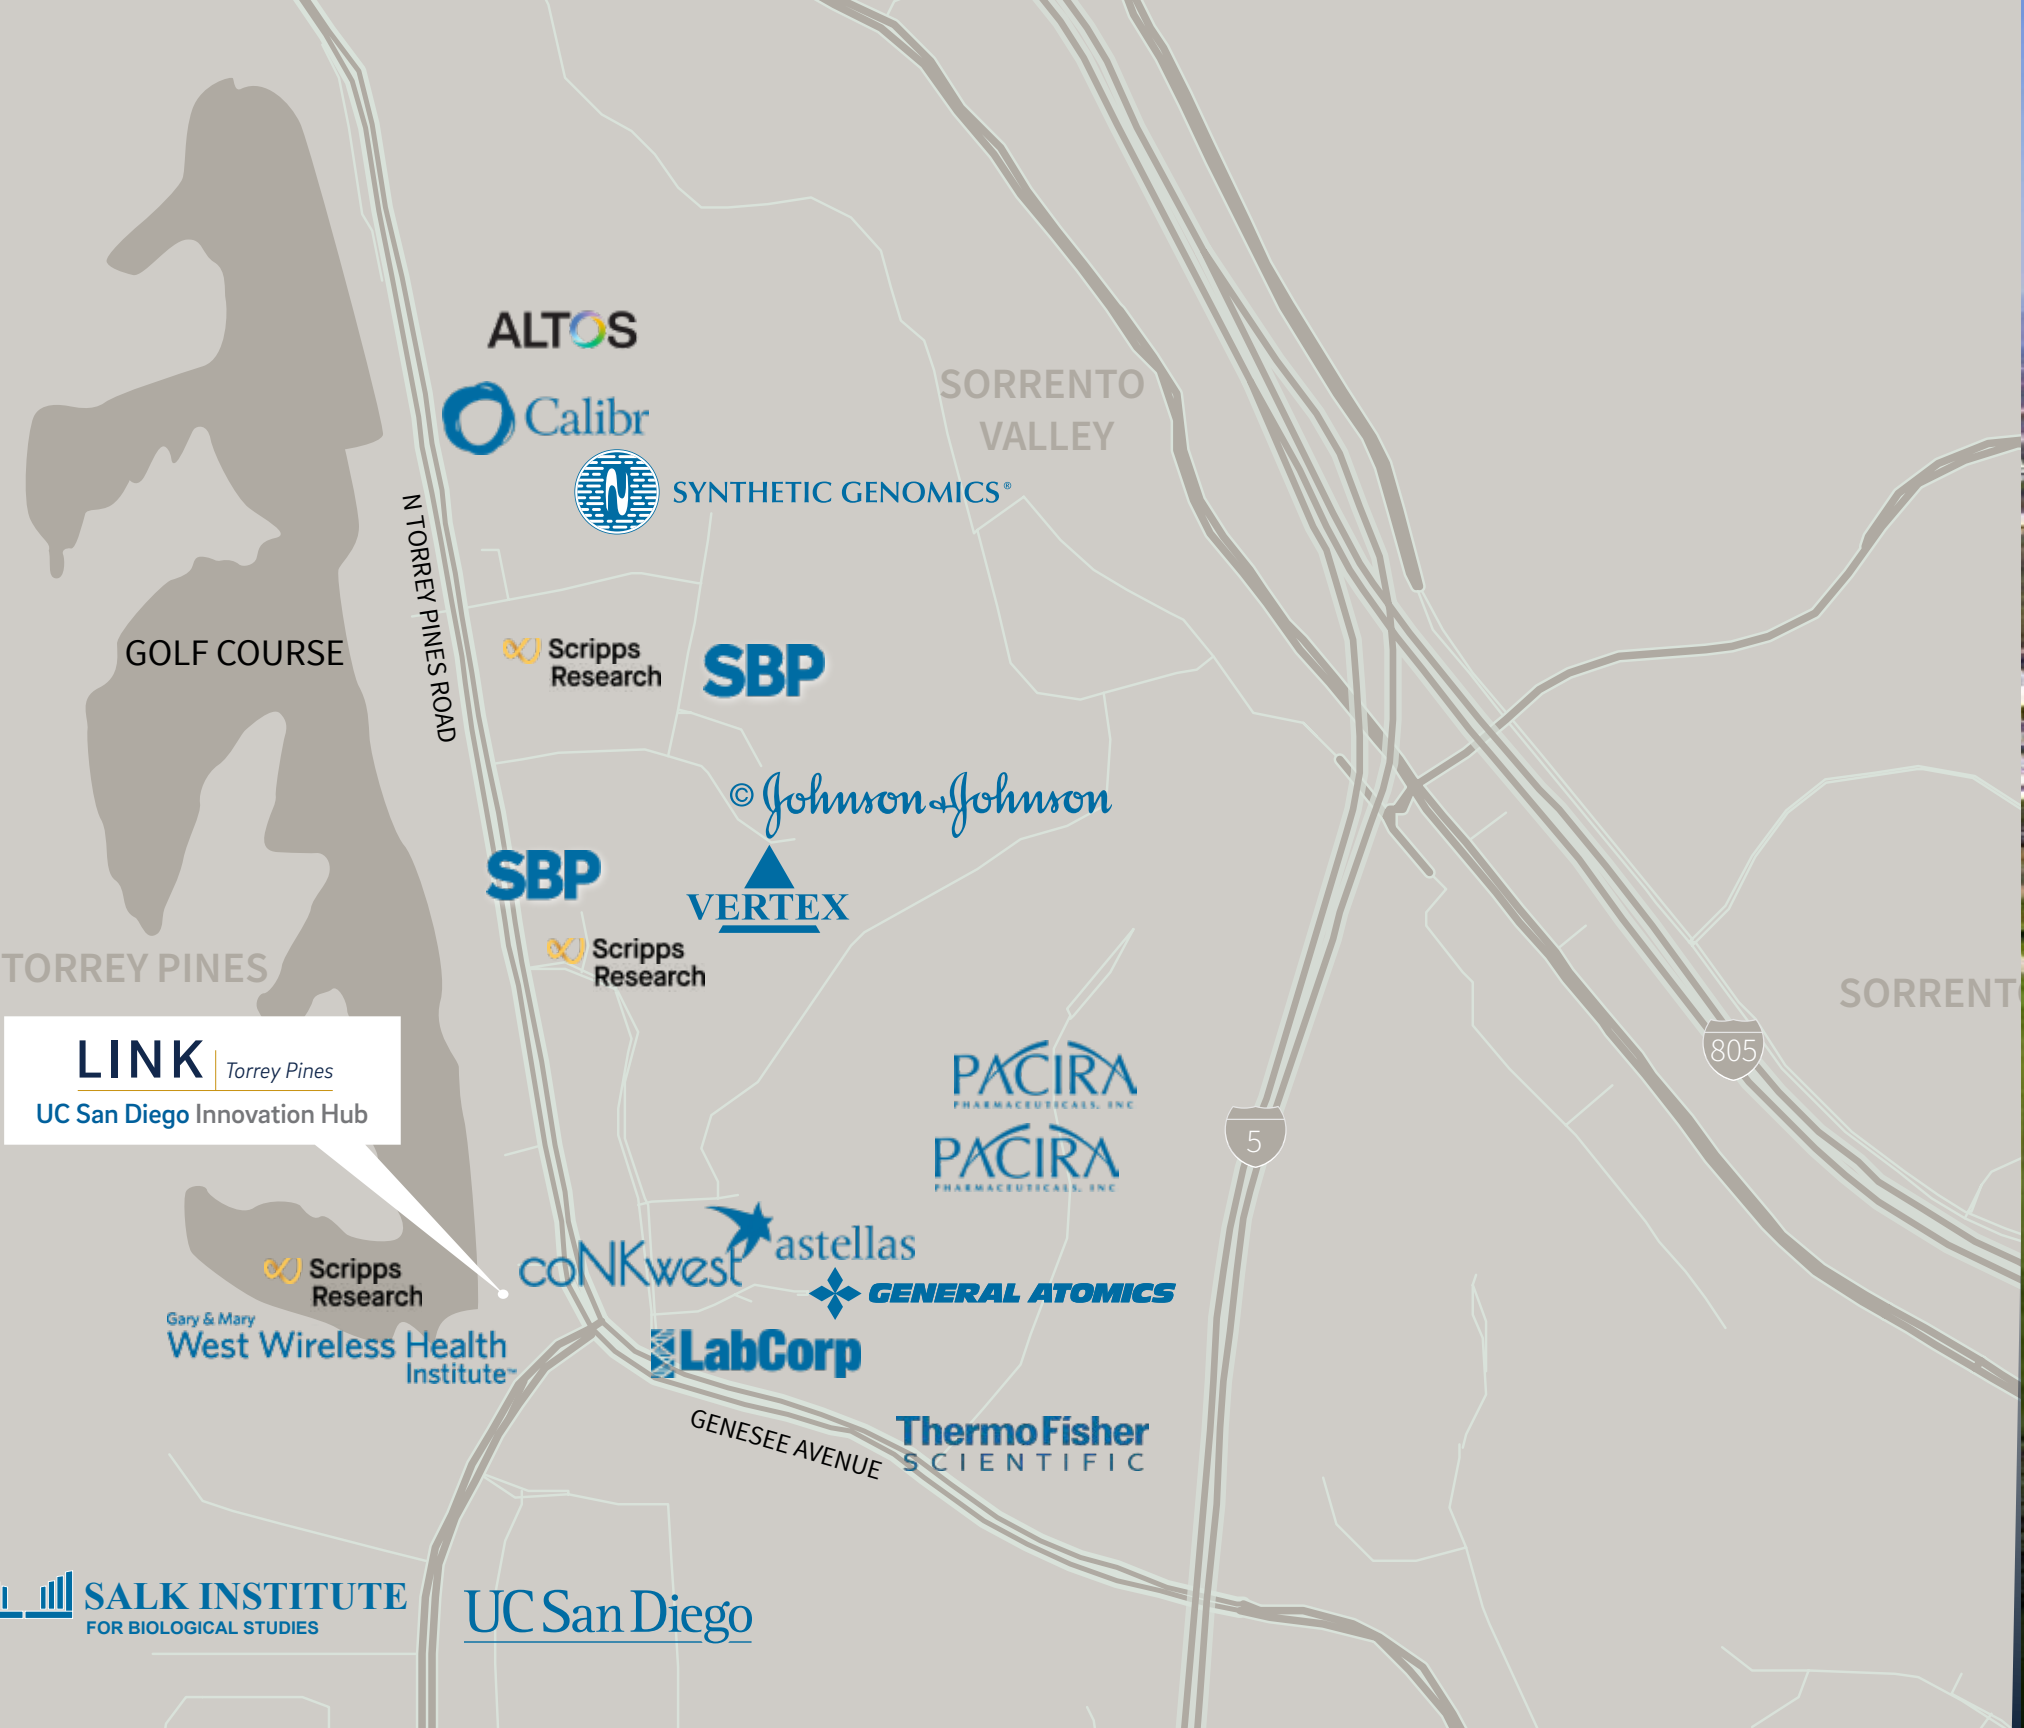 ALTOS
Calibr
SYNTHETIC GENOMICS®
SORRENTO
VALLEY
N TORREY PINES ROAD
GOLF COURSE
Scripps
Research
SBP
© Johnson & Johnson
SBP
VERTEX
Scripps
Research
TORREY PINES
SORRENTO
LINK Torrey Pines
UC San Diego Innovation Hub
805
PACIRA
PHARMACEUTICALS, INC
5
PACIRA
PHARMACEUTICALS, INC
coNKwest
astellas
Scripps
Research
GENERAL ATOMICS
Gary & Mary
West Wireless Health
Institute™
LabCorp
GENESEE AVENUE
ThermoFisher
SCIENTIFIC
SALK INSTITUTE
FOR BIOLOGICAL STUDIES
UC San Diego